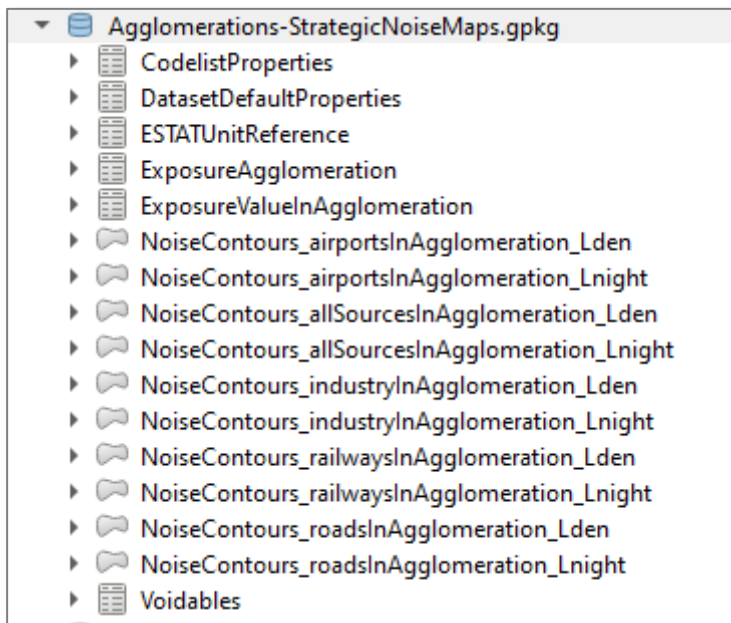 Agglomerations-StrategicNoiseMaps.gpkg
CodelistProperties
DatasetDefaultProperties
ESTATUnitReference
ExposureAgglomeration
ExposureValueInAgglomeration
NoiseContours_airportsInAgglomeration_Lden
NoiseContours_airportsInAgglomeration_Lnight
NoiseContours_allSourcesInAgglomeration_Lden
NoiseContours_allSourcesInAgglomeration_Lnight
NoiseContours_industryInAgglomeration_Lden
NoiseContours_industryInAgglomeration_Lnight
NoiseContours_railwaysInAgglomeration_Lden
NoiseContours_railwaysInAgglomeration_Lnight
NoiseContours_roadsInAgglomeration_Lden
NoiseContours_roadsInAgglomeration_Lnight
Voidables